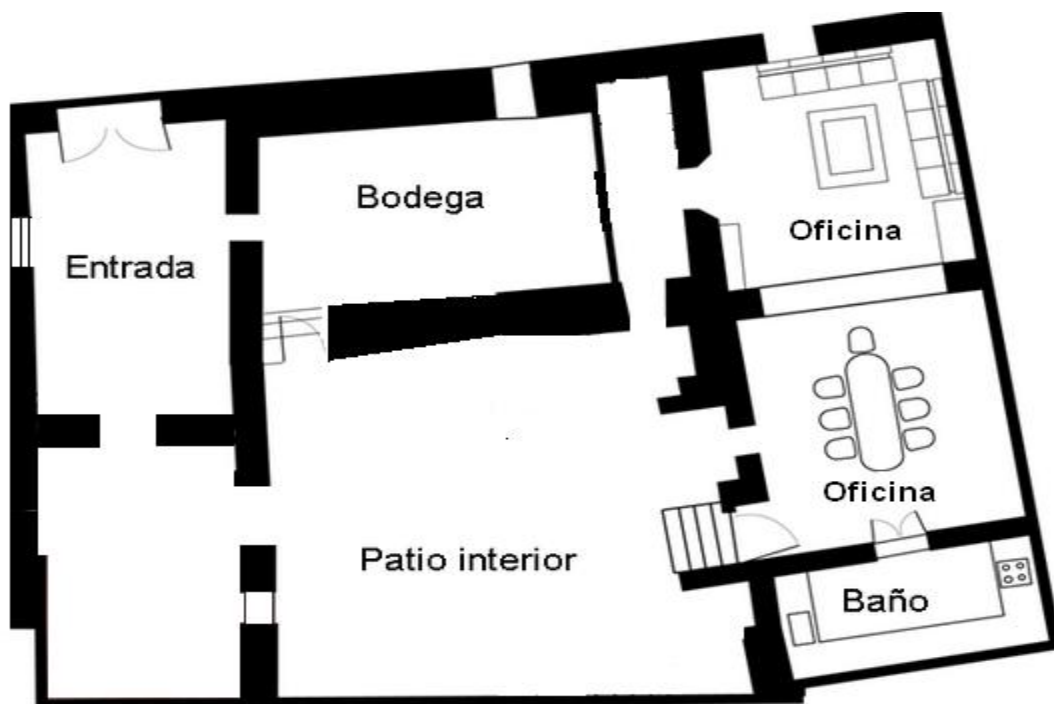 Bodega
Oficina
Entrada
Oficina
Patio interior
Baño